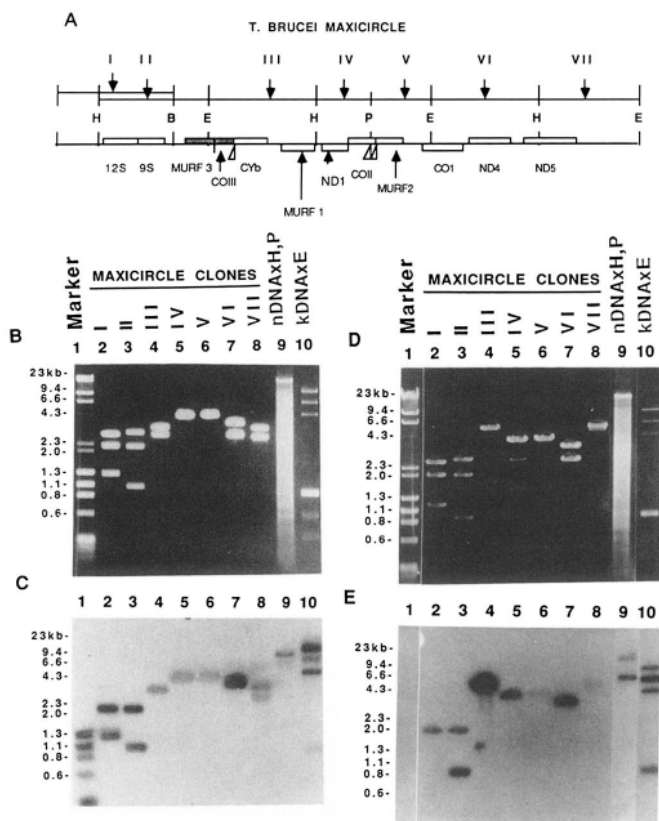 A
T. BRUCEI MAXICIRCLE
I II III IV V VI VII
H B E H P E H E
12S 9S MURF 3 CYb ND1 COII CO1 ND4 ND5
COIII MURF2
MURF 1
B
Marker
MAXICIRCLE CLONES
I II III IV V VI VII
nDNAxH,P
kDNAxE
1 2 3 4 5 6 7 8 9 10
23kb-
9.4-
6.6-
4.3-
2.3-
2.0-
1.3-
1.1-
0.8-
0.6-
C
1 2 3 4 5 6 7 8 9 10
23kb-
9.4-
6.6-
4.3-
2.3-
2.0-
1.3-
1.1-
0.8-
0.6-
D
Marker
MAXICIRCLE CLONES
I II III IV V VI VII
nDNAxH,P
kDNAxE
1 2 3 4 5 6 7 8 9 10
23kb-
9.4-
6.6-
4.3-
2.3-
2.0-
1.3-
1.1-
0.8-
0.6-
E
1 2 3 4 5 6 7 8 9 10
23kb-
9.4-
6.6-
4.3-
2.3-
2.0-
1.3-
1.1-
0.8-
0.6-